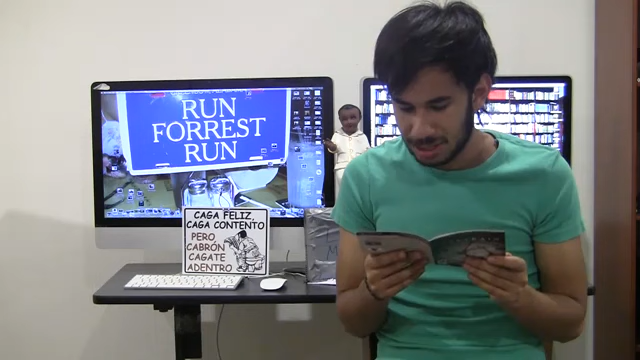 RUN
FORREST
RUN
CAGA FELIZ,
CAGA CONTENTO
PERO
CABRÓN
CAGATE
ADENTRO